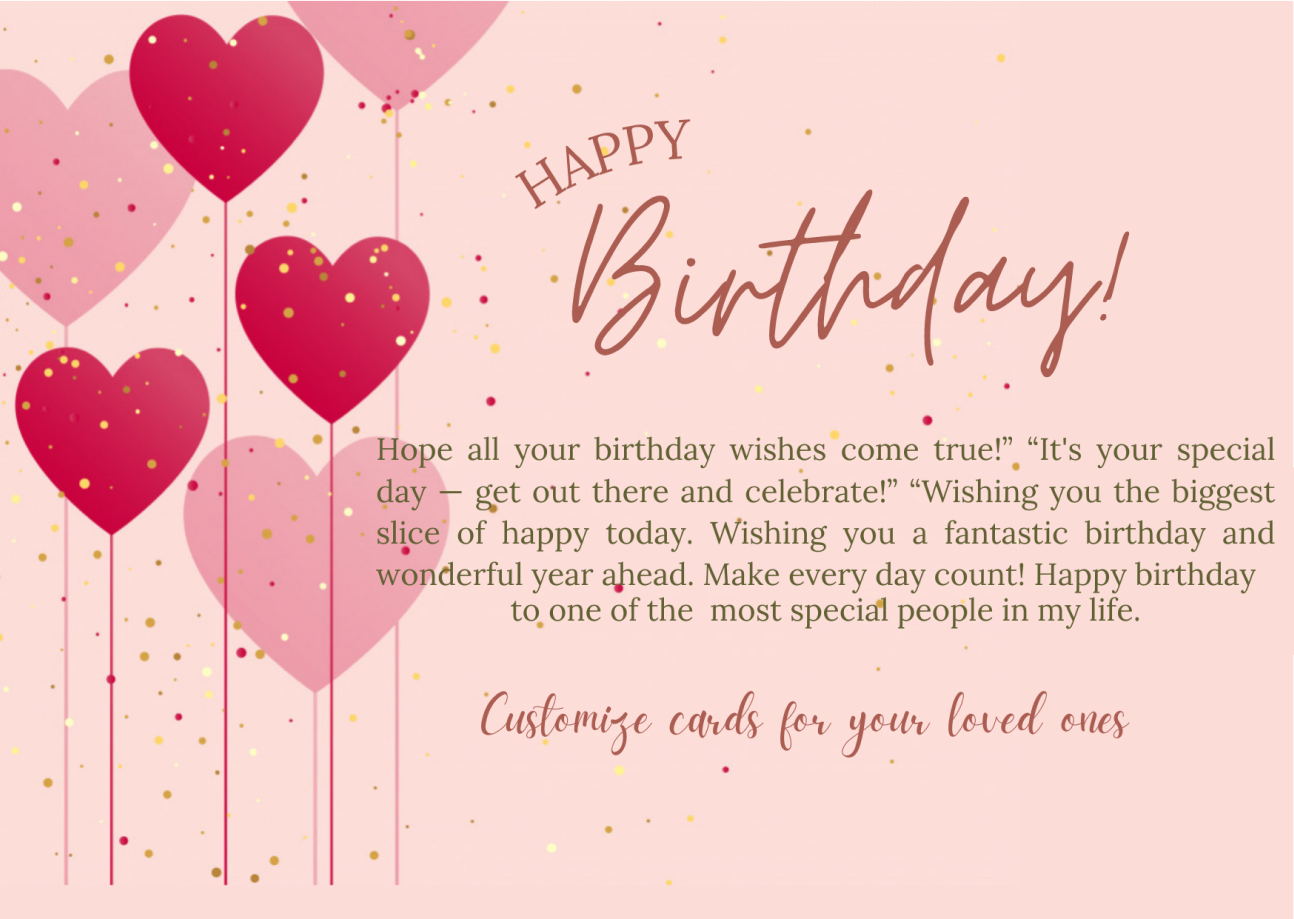 HAPPY
Birthday!
Hope all your birthday wishes come true!” “It's your special
day — get out there and celebrate!” “Wishing you the biggest
slice of happy today. Wishing you a fantastic birthday and
wonderful year ahead. Make every day count! Happy birthday
to one of the most special people in my life.
Customize cards for your loved ones